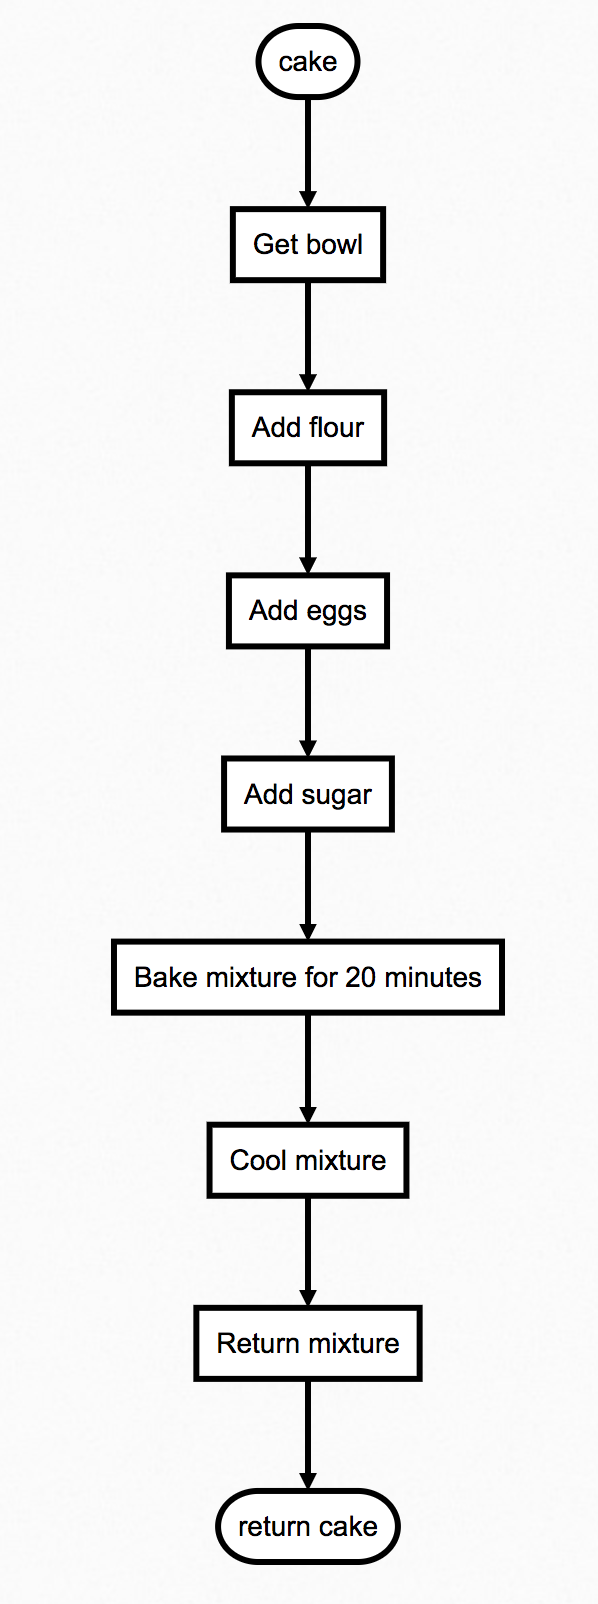 cake
Get bowl
Add flour
Add eggs
Add sugar
Bake mixture for 20 minutes
Cool mixture
Return mixture
return cake